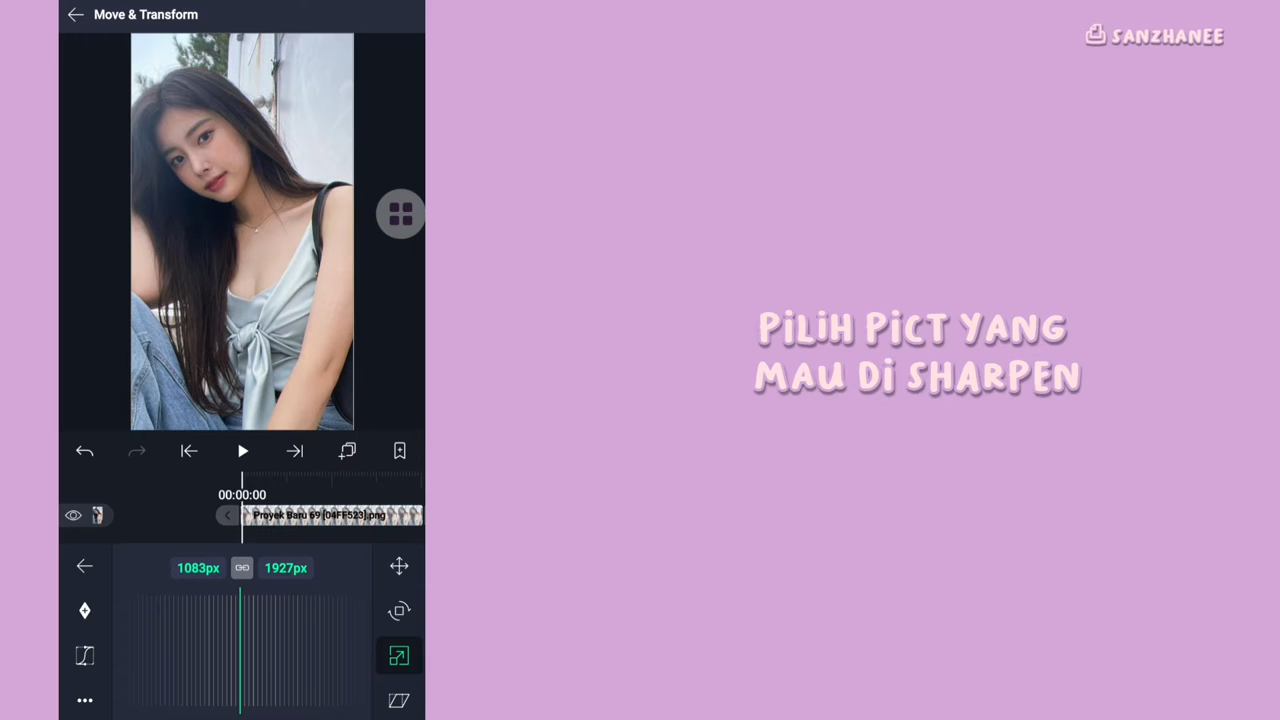 Move & Transform
SANZHANEE
PILIH PICT YANG
MAU DI SHARPEN
00:00:00
Proyek Baru 69 [04FF523].png
1083px
1927px